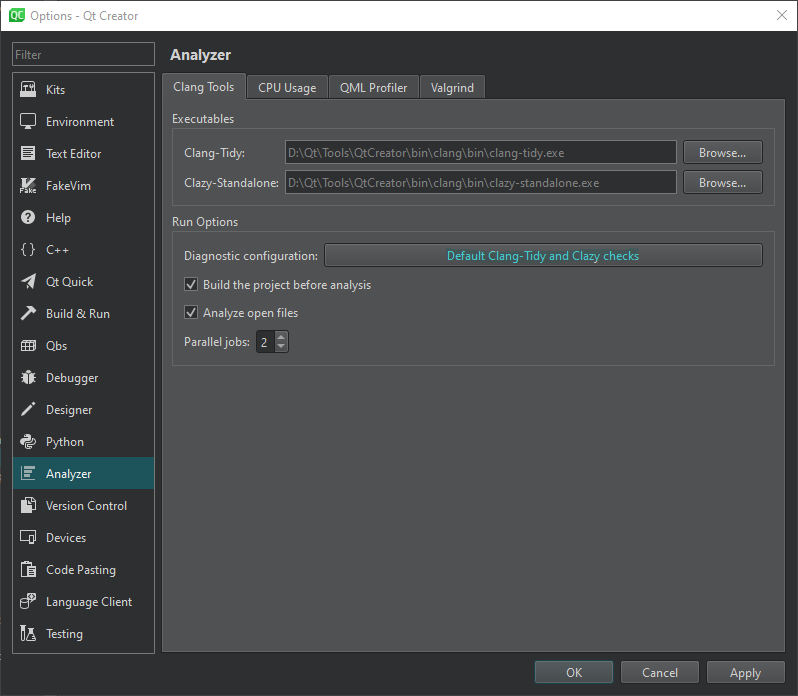 QC Options - Qt Creator
Filter
Kits
Environment
Text Editor
Fake FakeVim
? Help
{ } C++
Qt Quick
Build & Run
Qbs
Debugger
Designer
Python
Analyzer
Version Control
Devices
Code Pasting
Language Client
Testing
Analyzer
Clang Tools CPU Usage QML Profiler Valgrind
Executables
Clang-Tidy: D:\Qt\Tools\QtCreator\bin\clang\bin\clang-tidy.exe Browse...
Clazy-Standalone: D:\Qt\Tools\QtCreator\bin\clang\bin\clazy-standalone.exe Browse...
Run Options
Diagnostic configuration: Default Clang-Tidy and Clazy checks
Build the project before analysis
Analyze open files
Parallel jobs: 2
OK Cancel Apply